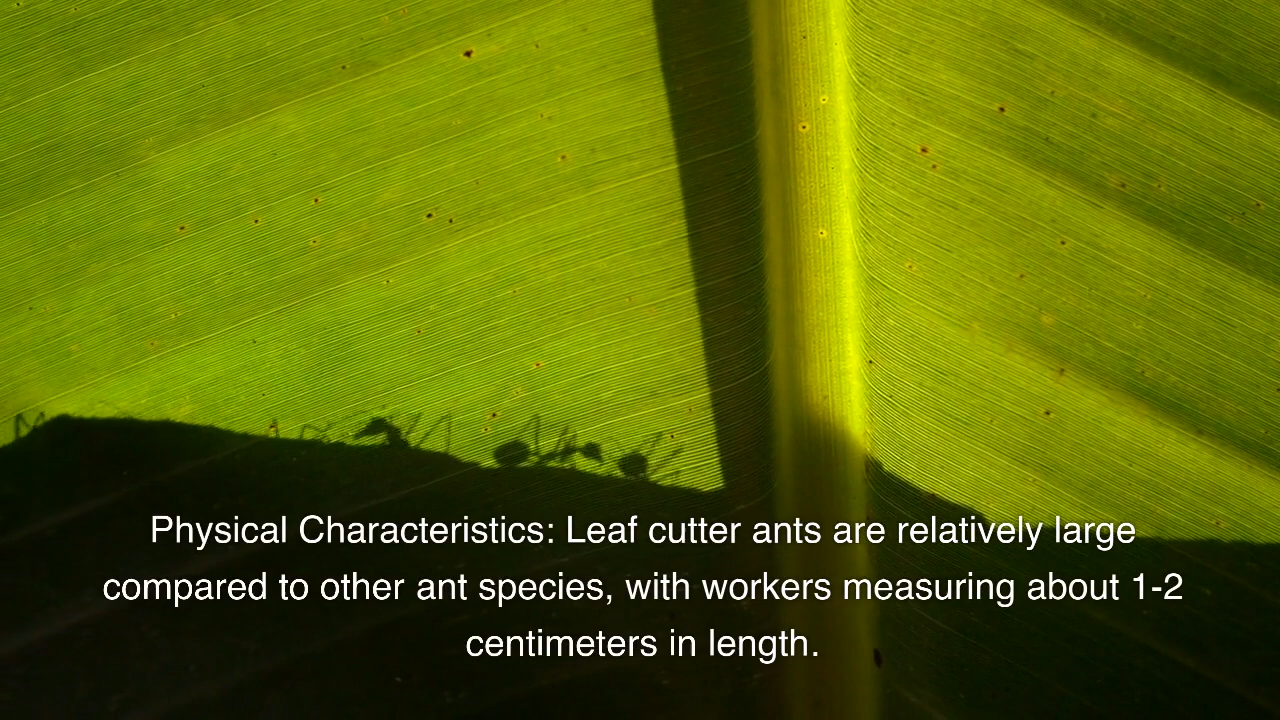 Physical Characteristics: Leaf cutter ants are relatively large
compared to other ant species, with workers measuring about 1-2
centimeters in length.